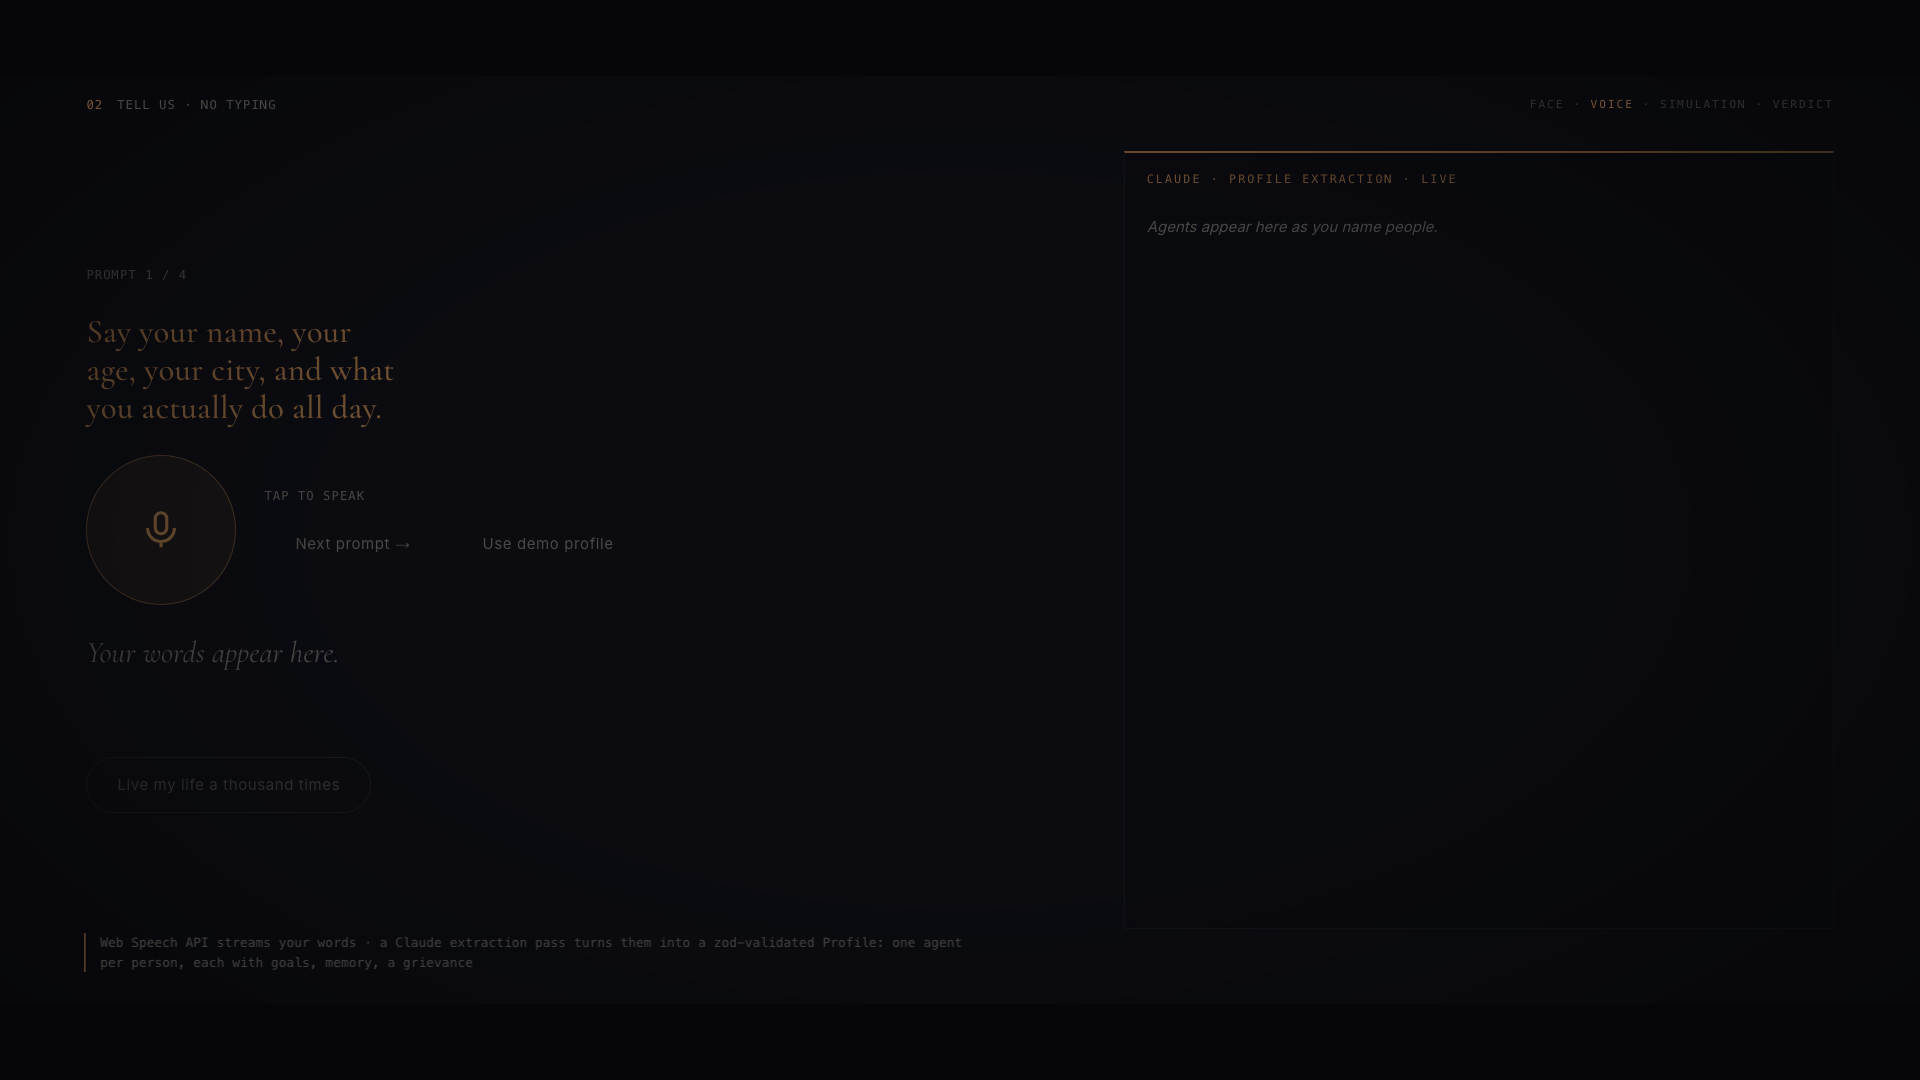 02 TELL US · NO TYPING
FACE · VOICE · SIMULATION · VERDICT
PROMPT 1 / 4
Say your name, your
age, your city, and what
you actually do all day.
TAP TO SPEAK
Next prompt →
Use demo profile
Your words appear here.
Live my life a thousand times
Web Speech API streams your words · a Claude extraction pass turns them into a zod-validated Profile: one agent
per person, each with goals, memory, a grievance
CLAUDE · PROFILE EXTRACTION · LIVE
Agents appear here as you name people.